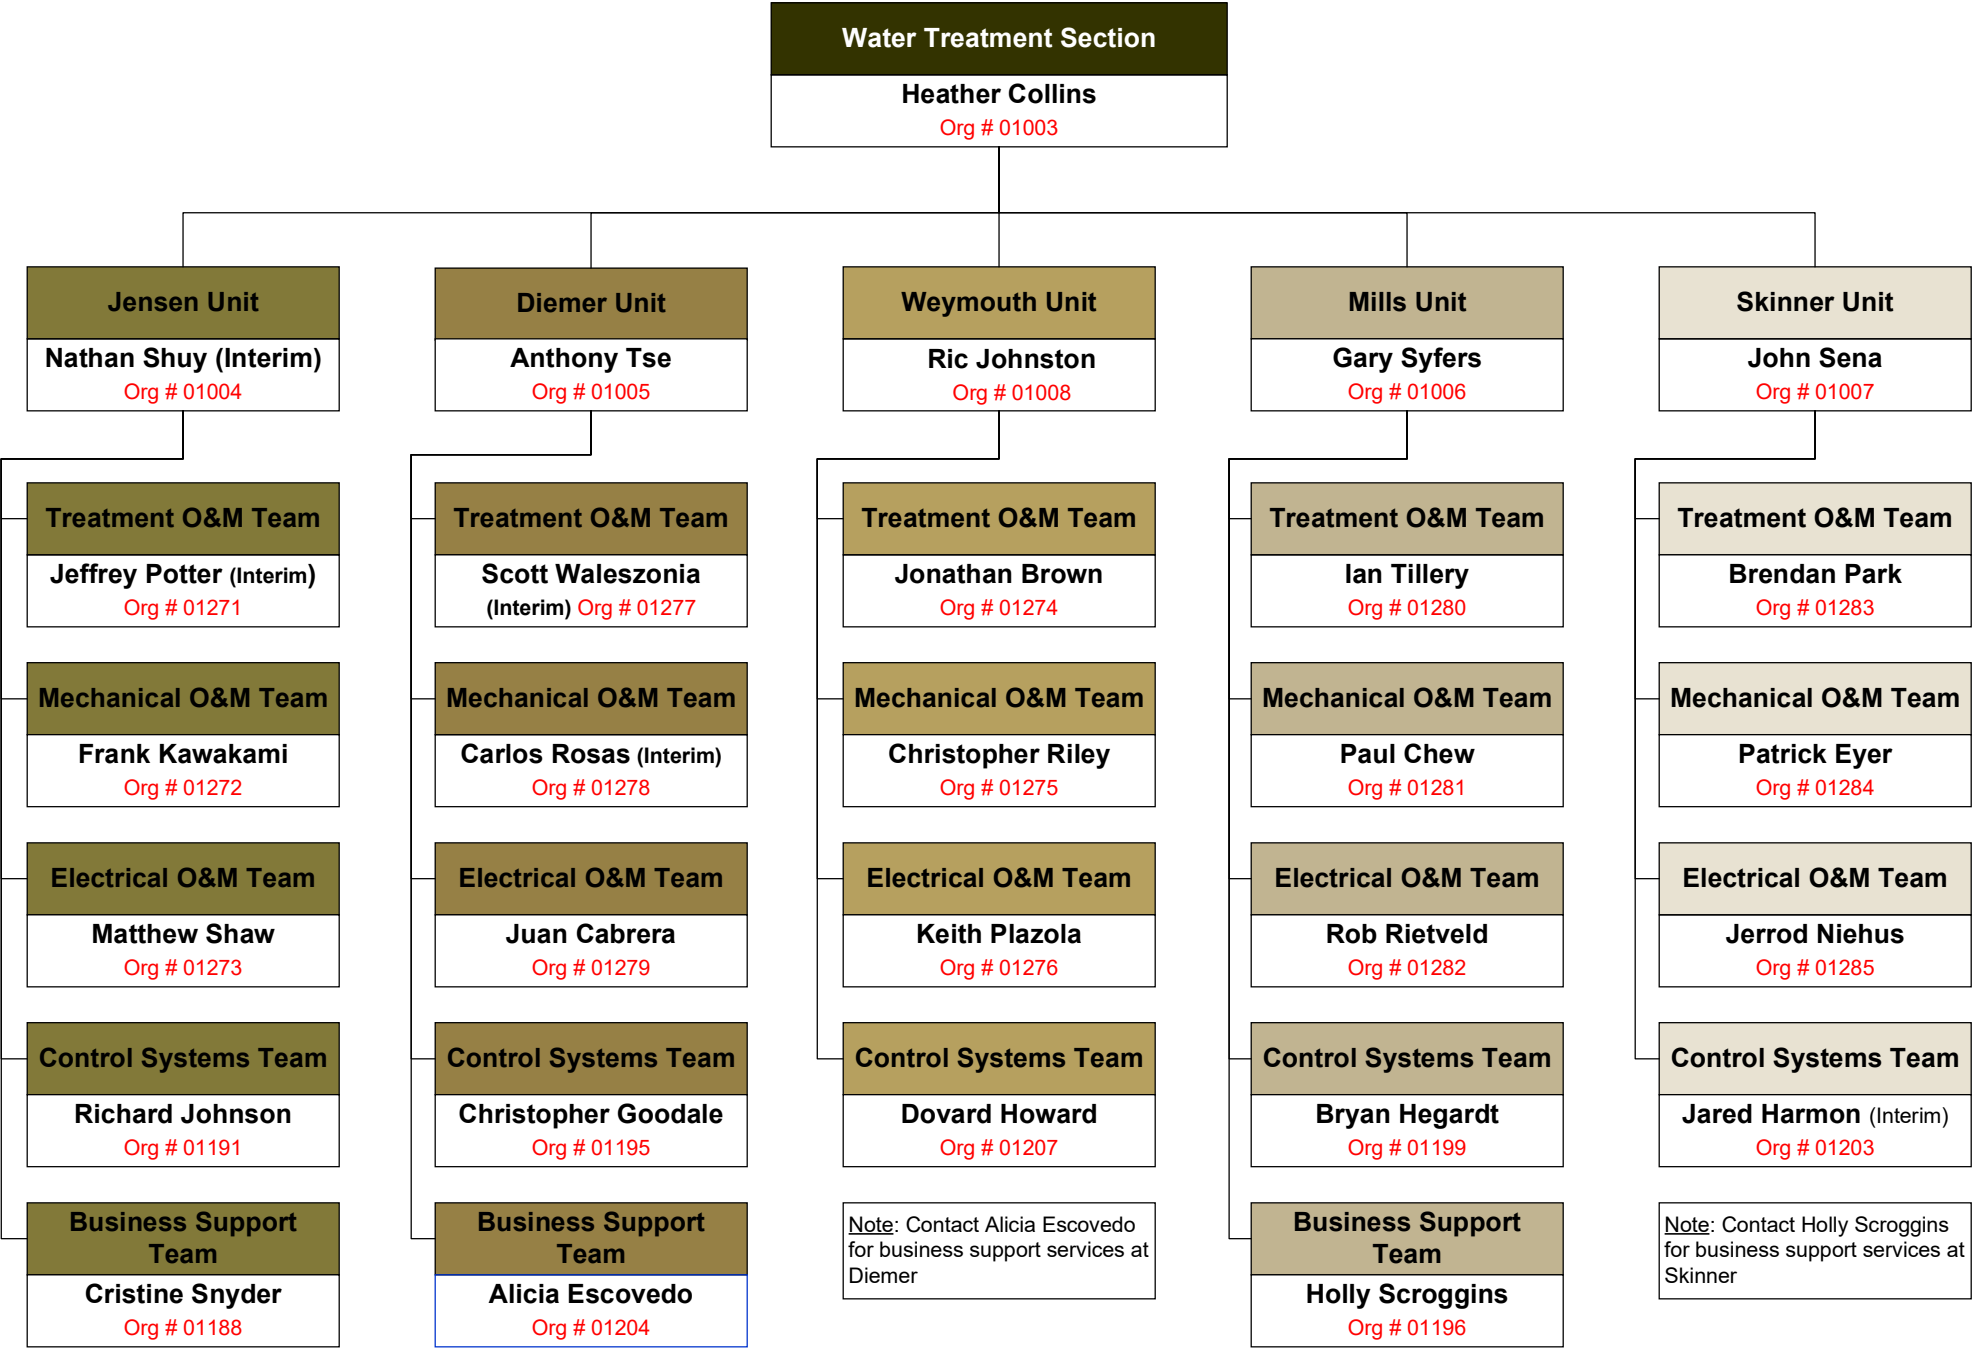 Water Treatment Section
Heather Collins
Org # 01003
Jensen Unit
Nathan Shuy (Interim)
Org # 01004
Treatment O&M Team
Jeffrey Potter (Interim)
Org # 01271
Mechanical O&M Team
Frank Kawakami
Org # 01272
Electrical O&M Team
Matthew Shaw
Org # 01273
Control Systems Team
Richard Johnson
Org # 01191
Business Support
Team
Cristine Snyder
Org # 01188
Diemer Unit
Anthony Tse
Org # 01005
Treatment O&M Team
Scott Waleszonia
(Interim) Org # 01277
Mechanical O&M Team
Carlos Rosas (Interim)
Org # 01278
Electrical O&M Team
Juan Cabrera
Org # 01279
Control Systems Team
Christopher Goodale
Org # 01195
Business Support
Team
Alicia Escovedo
Org # 01204
Weymouth Unit
Ric Johnston
Org # 01008
Treatment O&M Team
Jonathan Brown
Org # 01274
Mechanical O&M Team
Christopher Riley
Org # 01275
Electrical O&M Team
Keith Plazola
Org # 01276
Control Systems Team
Dovard Howard
Org # 01207
Note: Contact Alicia Escovedo
for business support services at
Diemer
Mills Unit
Gary Syfers
Org # 01006
Treatment O&M Team
Ian Tillery
Org # 01280
Mechanical O&M Team
Paul Chew
Org # 01281
Electrical O&M Team
Rob Rietveld
Org # 01282
Control Systems Team
Bryan Hegardt
Org # 01199
Business Support
Team
Holly Scroggins
Org # 01196
Skinner Unit
John Sena
Org # 01007
Treatment O&M Team
Brendan Park
Org # 01283
Mechanical O&M Team
Patrick Eyer
Org # 01284
Electrical O&M Team
Jerrod Niehus
Org # 01285
Control Systems Team
Jared Harmon (Interim)
Org # 01203
Note: Contact Holly Scroggins
for business support services at
Skinner